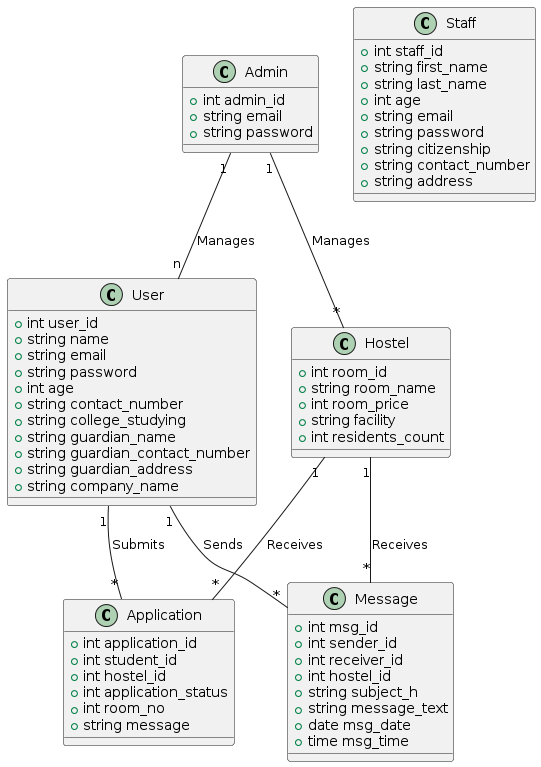 C Staff
int staff_id
string first_name
string last_name
int age
string email
string password
string citizenship
string contact_number
string address
C Admin
int admin_id
string email
string password
1
1
Manages
Manages
n
*
C User
int user_id
string name
string email
string password
int age
string contact_number
string college_studying
string guardian_name
string guardian_contact_number
string guardian_address
string company_name
C Hostel
int room_id
string room_name
int room_price
string facility
int residents_count
1
1
1
1
Submits
Sends
Receives
Receives
*
*
*
*
C Application
int application_id
int student_id
int hostel_id
int application_status
int room_no
string message
C Message
int msg_id
int sender_id
int receiver_id
int hostel_id
string subject_h
string message_text
date msg_date
time msg_time